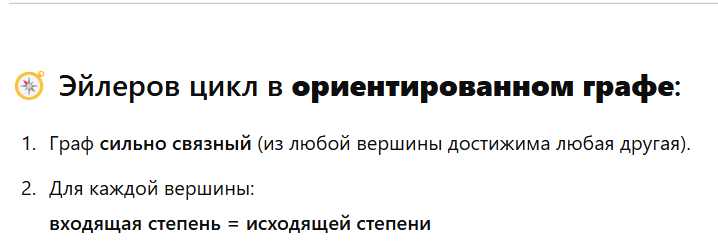 🧭 Эйлеров цикл в ориентированном графе:
1. Граф сильно связный (из любой вершины достижима любая другая).
2. Для каждой вершины:
входящая степень = исходящей степени